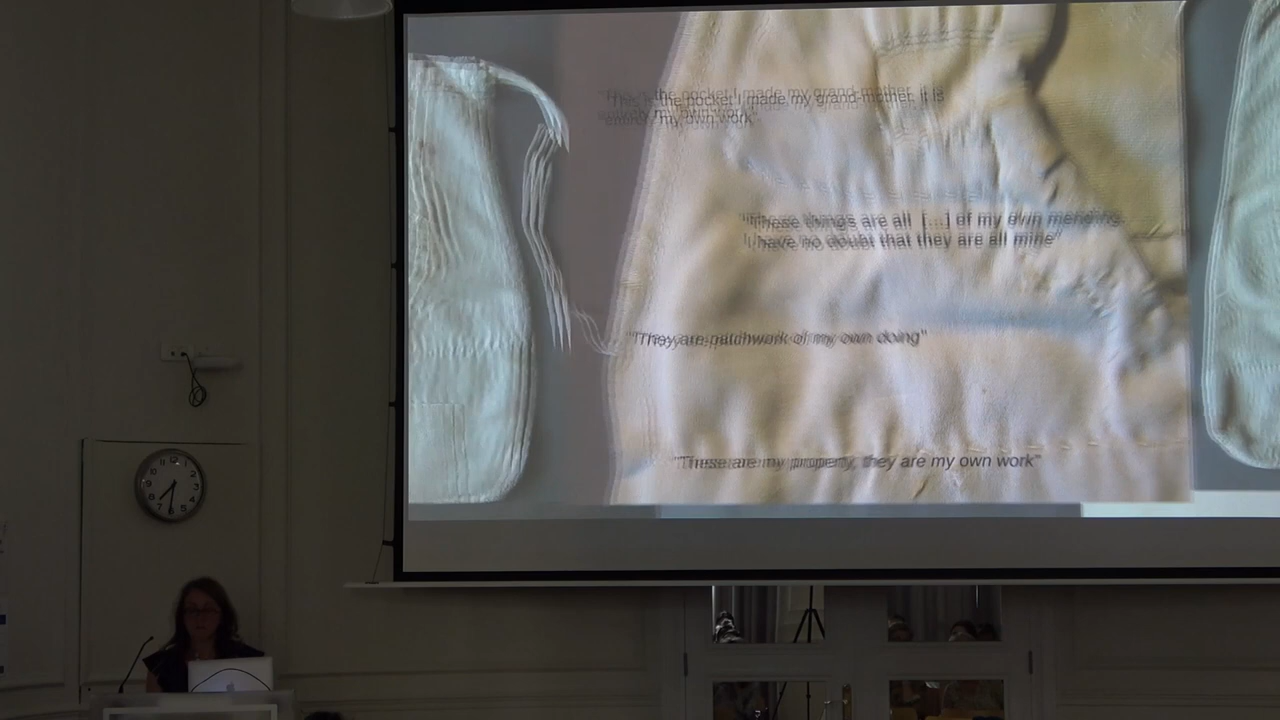 "This is the pocket I made my grand-mother. it is
entirely my own work"
"These things are all [...] of my own mending.
I have no doubt that they are all mine"
"They are patchwork of my own doing"
"These are my property, they are my own work"